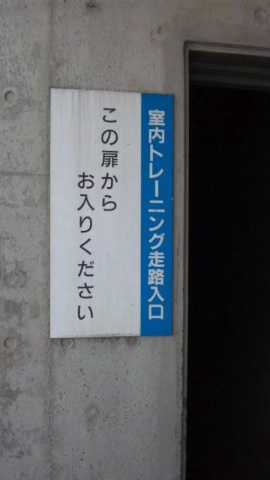 室内トレーニング走路入口
この扉から
お入りください